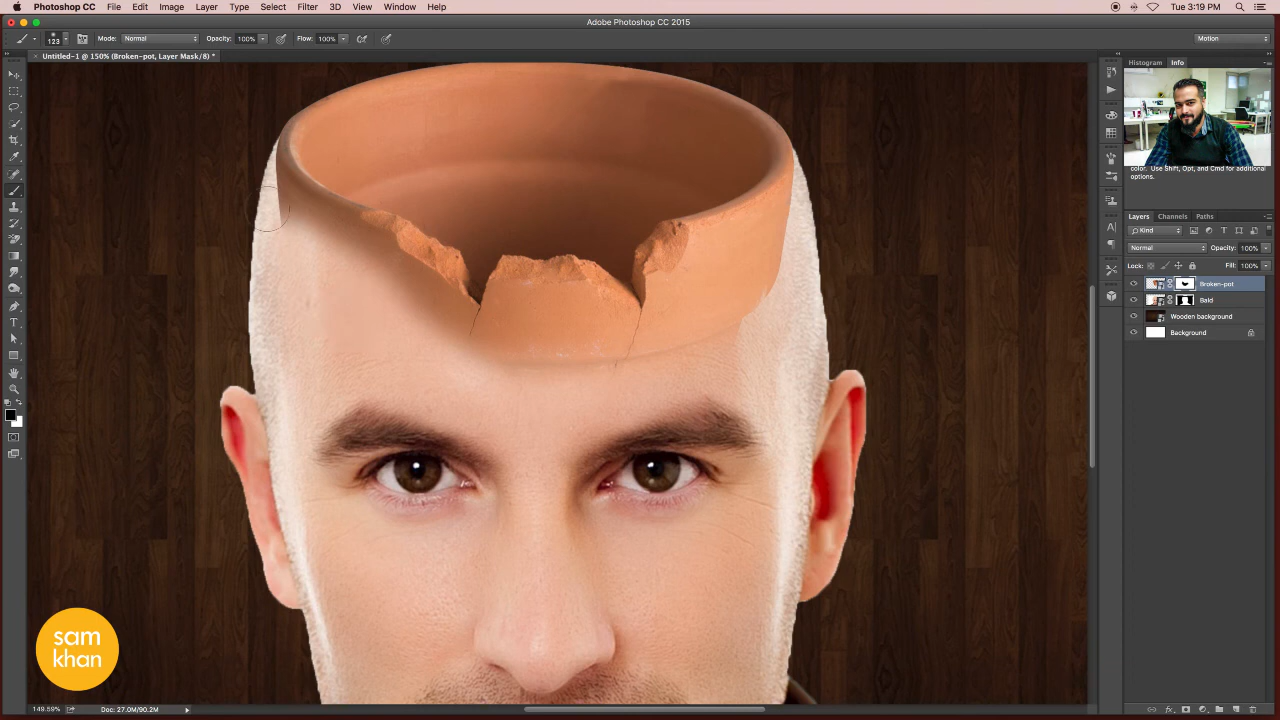 Photoshop CC File Edit Image Layer Type Select Filter 3D View Window Help Tue 3:19 PM
Adobe Photoshop CC 2015
123 Mode: Normal Opacity: 100% Flow: 100% Motion
× Untitled-1 @ 150% (Broken-pot, Layer Mask/8) *
Histogram Info
color. Use Shift, Opt, and Cmd for additional
options.
Layers Channels Paths
Kind
Normal Opacity: 100%
Lock: Fill: 100%
Broken-pot
Bald
Wooden background
Background
sam
khan
149.59% Doc: 27.0M/90.2M